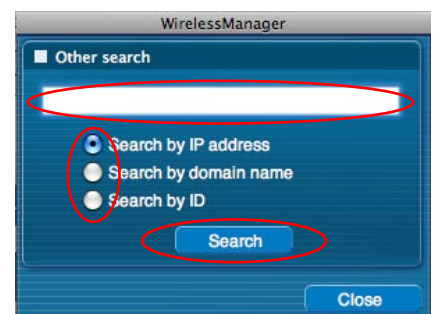 WirelessManager
Other search
Search by IP address
Search by domain name
Search by ID
Search
Close